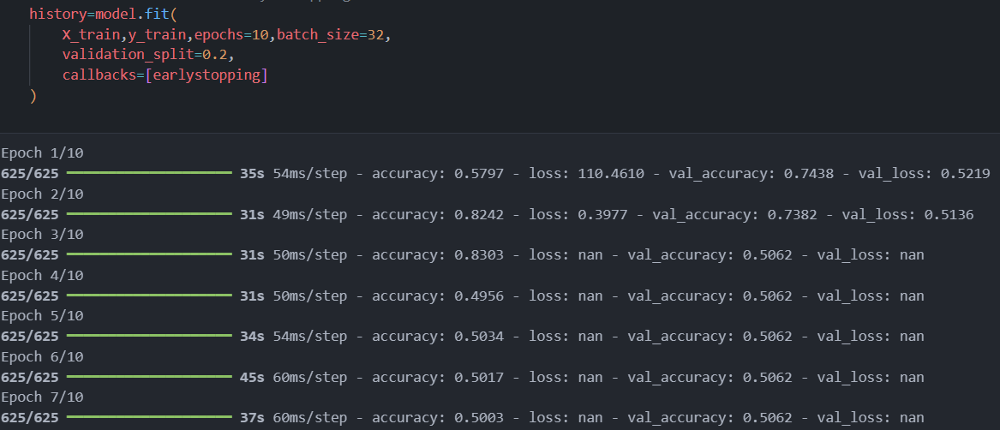 history=model.fit(
X_train,y_train,epochs=10,batch_size=32,
validation_split=0.2,
callbacks=[earlystopping]
)
Epoch 1/10
625/625 35s 54ms/step - accuracy: 0.5797 - loss: 110.4610 - val_accuracy: 0.7438 - val_loss: 0.5219
Epoch 2/10
625/625 31s 49ms/step - accuracy: 0.8242 - loss: 0.3977 - val_accuracy: 0.7382 - val_loss: 0.5136
Epoch 3/10
625/625 31s 50ms/step - accuracy: 0.8303 - loss: nan - val_accuracy: 0.5062 - val_loss: nan
Epoch 4/10
625/625 31s 50ms/step - accuracy: 0.4956 - loss: nan - val_accuracy: 0.5062 - val_loss: nan
Epoch 5/10
625/625 34s 54ms/step - accuracy: 0.5034 - loss: nan - val_accuracy: 0.5062 - val_loss: nan
Epoch 6/10
625/625 45s 60ms/step - accuracy: 0.5017 - loss: nan - val_accuracy: 0.5062 - val_loss: nan
Epoch 7/10
625/625 37s 60ms/step - accuracy: 0.5003 - loss: nan - val_accuracy: 0.5062 - val_loss: nan